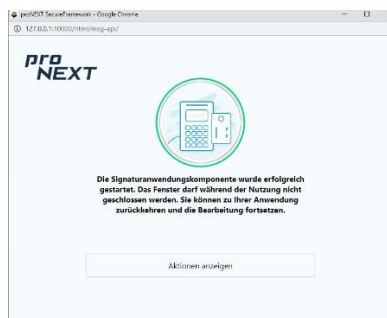 proNEXT SecureFramework - Google Chrome
127.0.0.1:10000/html/msg-api/
pro
NEXT
Die Signaturanwendungskomponente wurde erfolgreich
gestartet. Das Fenster darf während der Nutzung nicht
geschlossen werden. Sie können zu Ihrer Anwendung
zurückkehren und die Bearbeitung fortsetzen.
Aktionen anzeigen